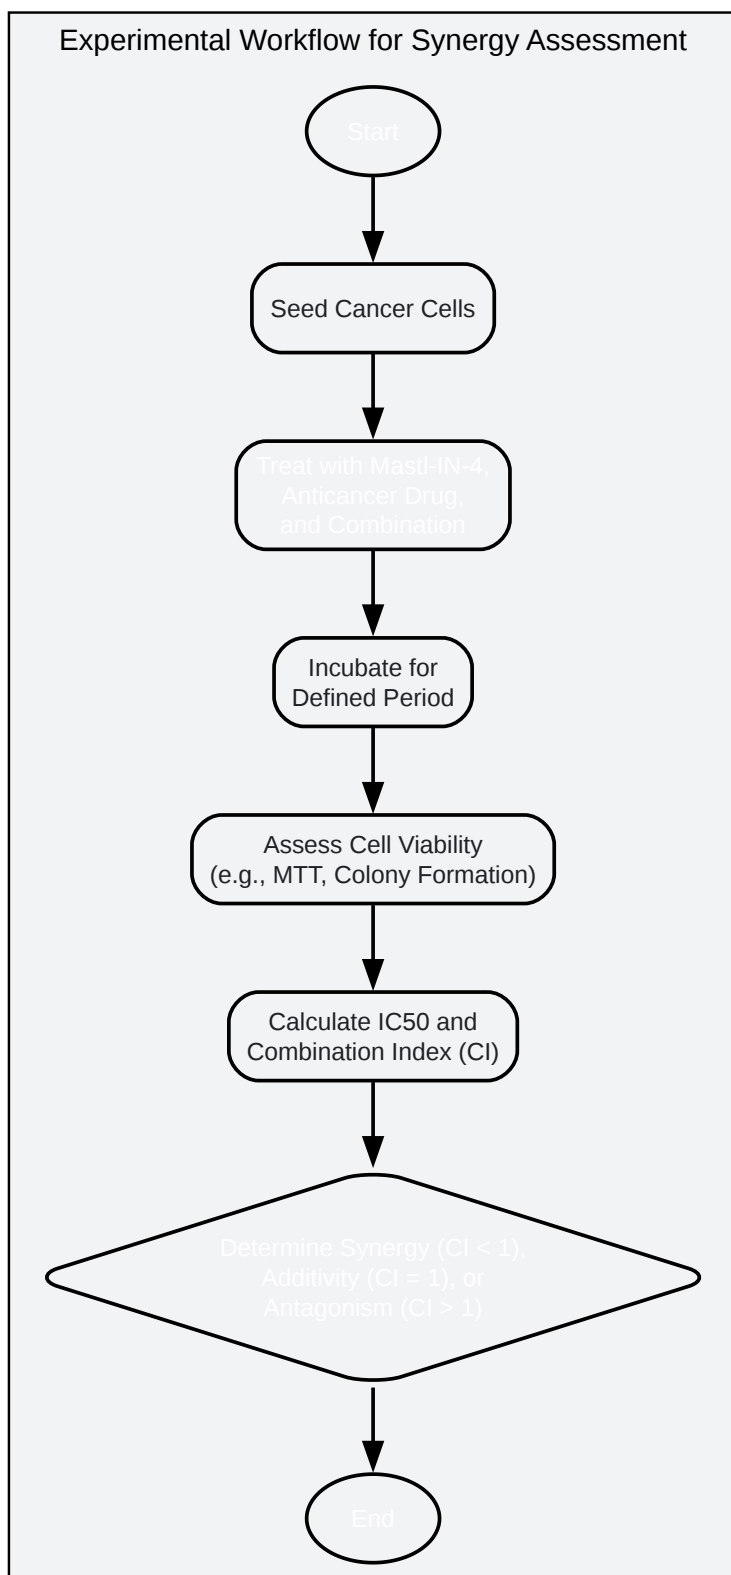 Experimental Workflow for Synergy Assessment
Start
Seed Cancer Cells
Treat with Mastl-IN-4,
Anticancer Drug,
and Combination
Incubate for
Defined Period
Assess Cell Viability
(e.g., MTT, Colony Formation)
Calculate IC50 and
Combination Index (CI)
Determine Synergy (CI < 1),
Additivity (CI = 1), or
Antagonism (CI > 1)
End